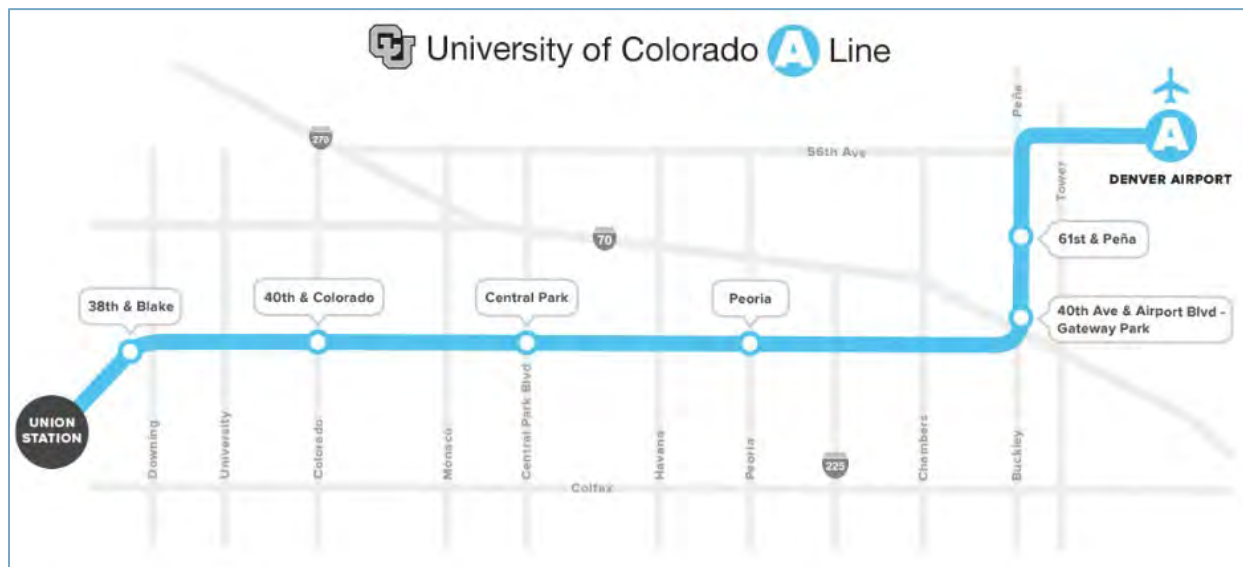 CU University of Colorado A Line
Peña
270
56th Ave
A
DENVER AIRPORT
Tower
70
61st & Peña
38th & Blake
40th & Colorado
Central Park
Peoria
40th Ave & Airport Blvd -
Gateway Park
UNION
STATION
Downing
University
Colorado
Monaco
Central Park Blvd
Havana
Peoria
225
Chambers
Buckley
Colfax